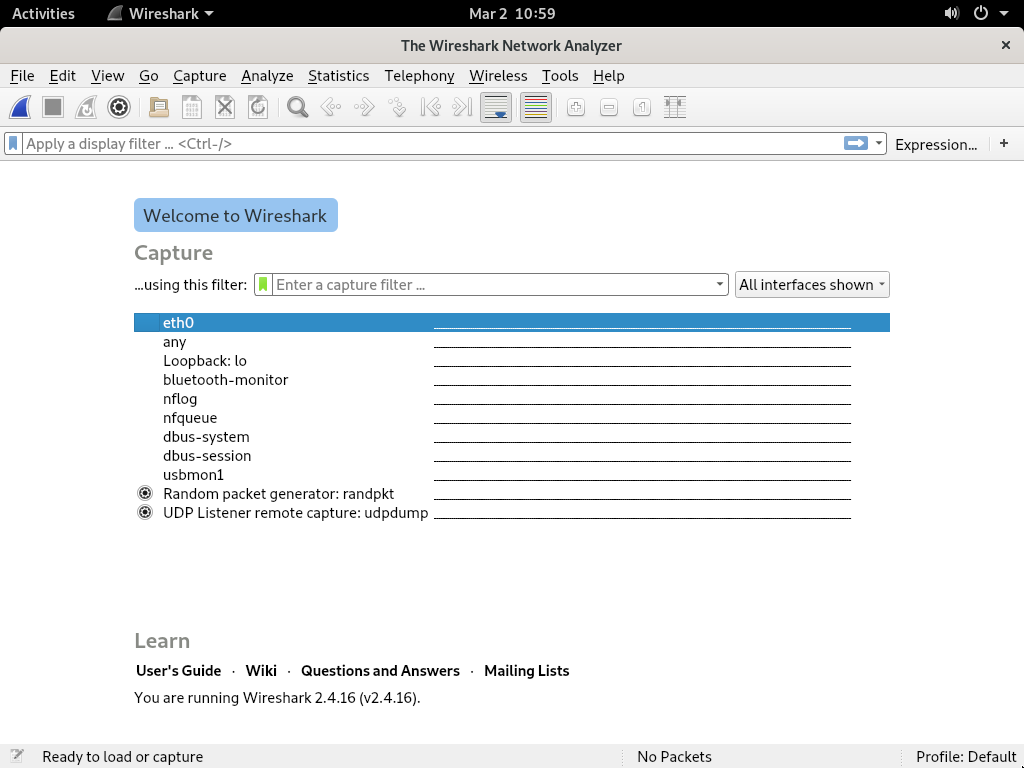 Activities Wireshark Mar 2 10:59
The Wireshark Network Analyzer
File Edit View Go Capture Analyze Statistics Telephony Wireless Tools Help
Apply a display filter ... <Ctrl-/> Expression... +
Welcome to Wireshark
Capture
...using this filter: Enter a capture filter ... All interfaces shown
eth0
any
Loopback: lo
bluetooth-monitor
nflog
nfqueue
dbus-system
dbus-session
usbmon1
Random packet generator: randpkt
UDP Listener remote capture: udpdump
Learn
User's Guide · Wiki · Questions and Answers · Mailing Lists
You are running Wireshark 2.4.16 (v2.4.16).
Ready to load or capture No Packets Profile: Default